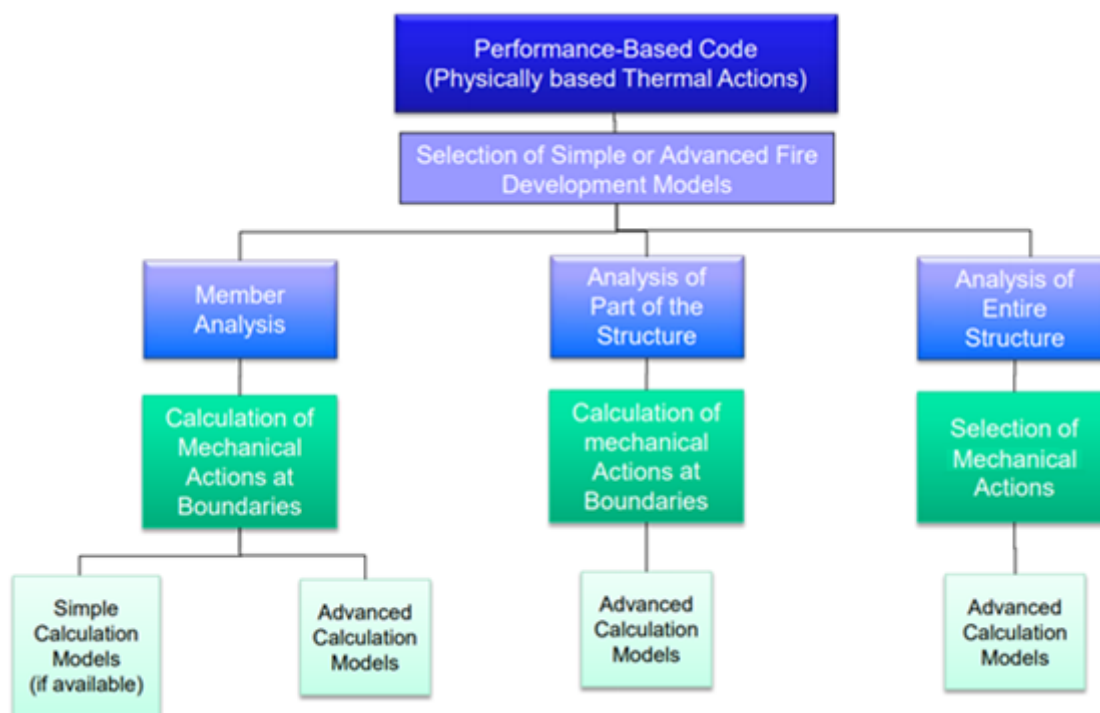 Performance-Based Code
(Physically based Thermal Actions)
Selection of Simple or Advanced Fire
Development Models
Member
Analysis
Analysis of
Part of the
Structure
Analysis of
Entire
Structure
Calculation of
Mechanical
Actions at
Boundaries
Calculation of
mechanical
Actions at
Boundaries
Selection of
Mechanical
Actions
Simple
Calculation
Models
(if available)
Advanced
Calculation
Models
Advanced
Calculation
Models
Advanced
Calculation
Models